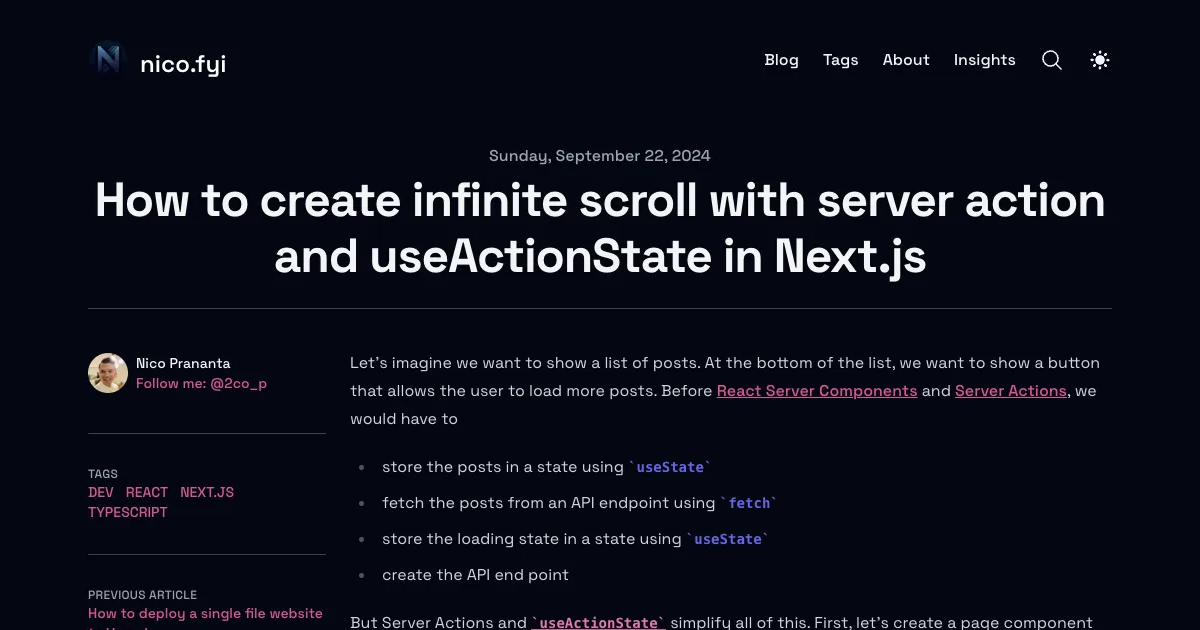 nico.fyi
Blog Tags About Insights
Sunday, September 22, 2024
How to create infinite scroll with server action
and useActionState in Next.js
Nico Prananta
Follow me: @2co_p
TAGS
DEV REACT NEXT.JS
TYPESCRIPT
PREVIOUS ARTICLE
How to deploy a single file website
Let's imagine we want to show a list of posts. At the bottom of the list, we want to show a button
that allows the user to load more posts. Before React Server Components and Server Actions, we
would have to
store the posts in a state using `useState`
fetch the posts from an API endpoint using `fetch`
store the loading state in a state using `useState`
create the API end point
But Server Actions and `useActionState` simplify all of this. First, let's create a page component